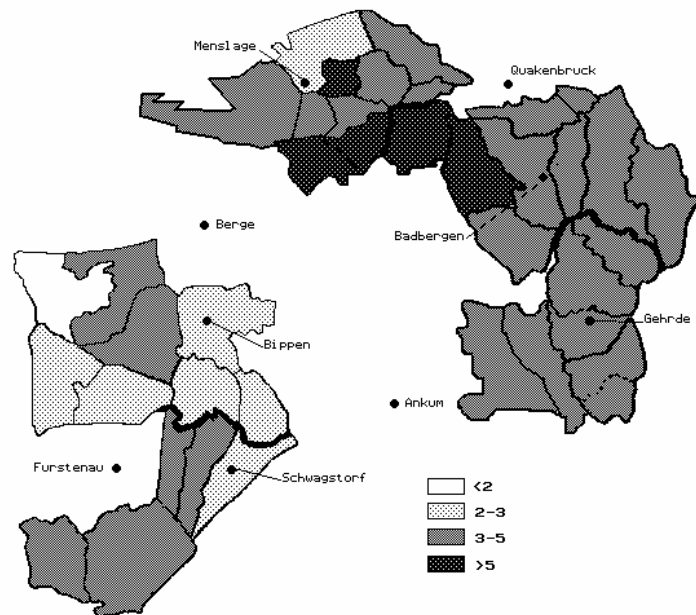 Menslage
Quakenbruck
Berge
Badbergen
Bippen
Gehrde
Ankum
Furstenau
Schwagstorf
<2
2-3
3-5
>5